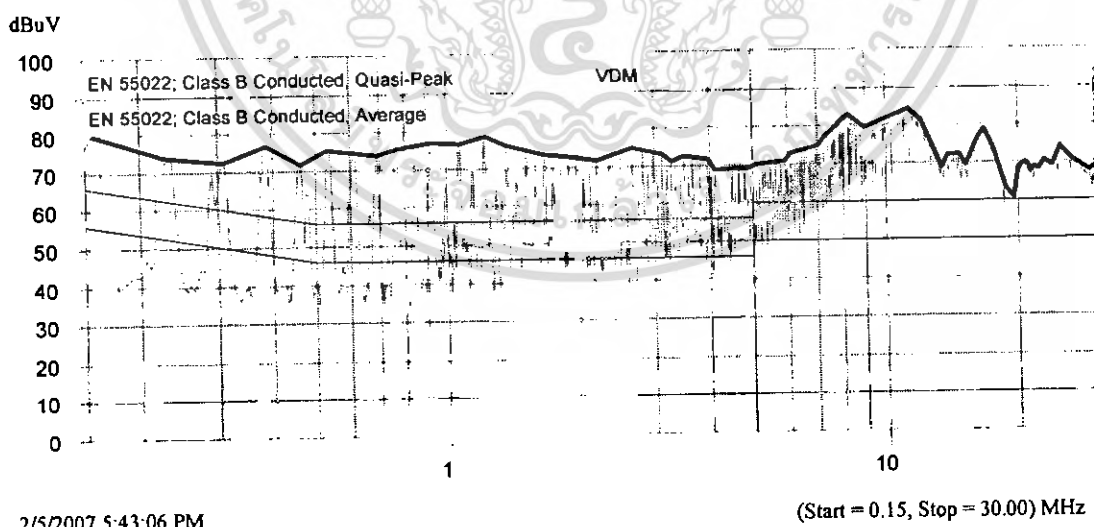 dBuV
100
EN 55022; Class B Conducted, Quasi-Peak
VDM
90
EN 55022; Class B Conducted, Average
80
70
60
50
40
30
20
10
0
1
10
2/5/2007 5:43:06 PM
(Start = 0.15, Stop = 30.00) MHz